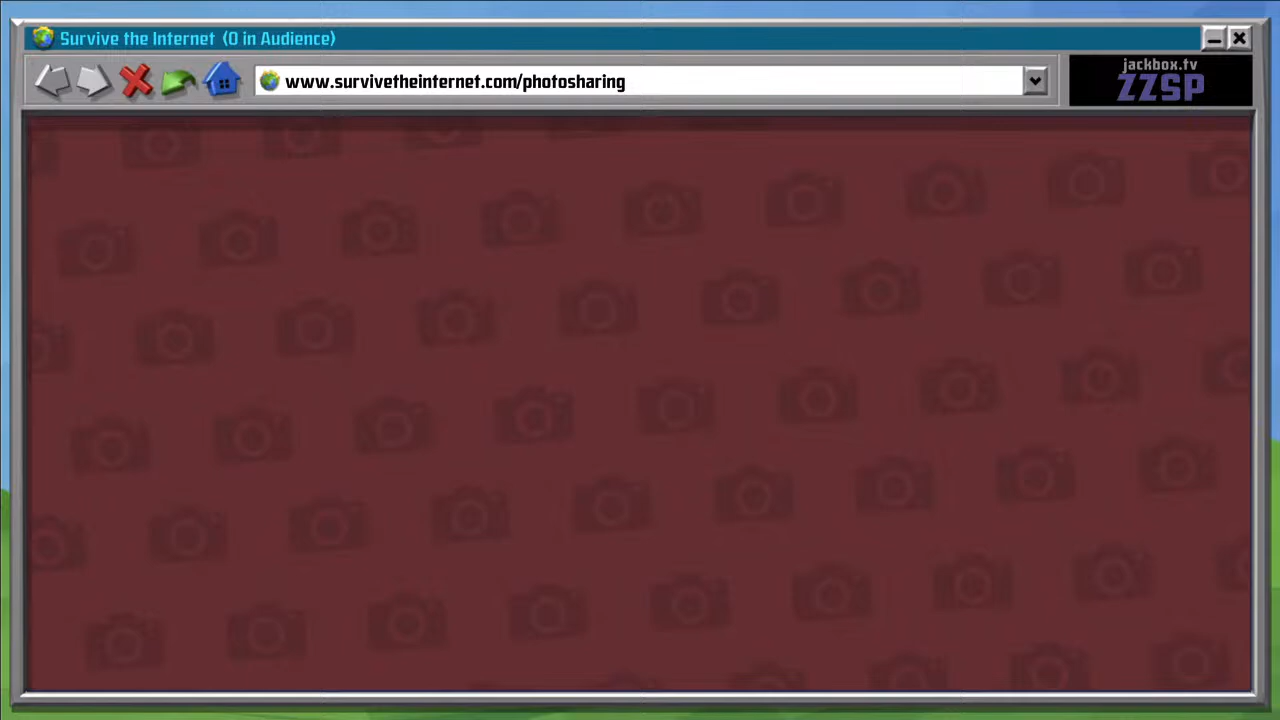 Survive the Internet (0 in Audience)
www.survivetheinternet.com/photosharing
jackbox.tv
ZZSP